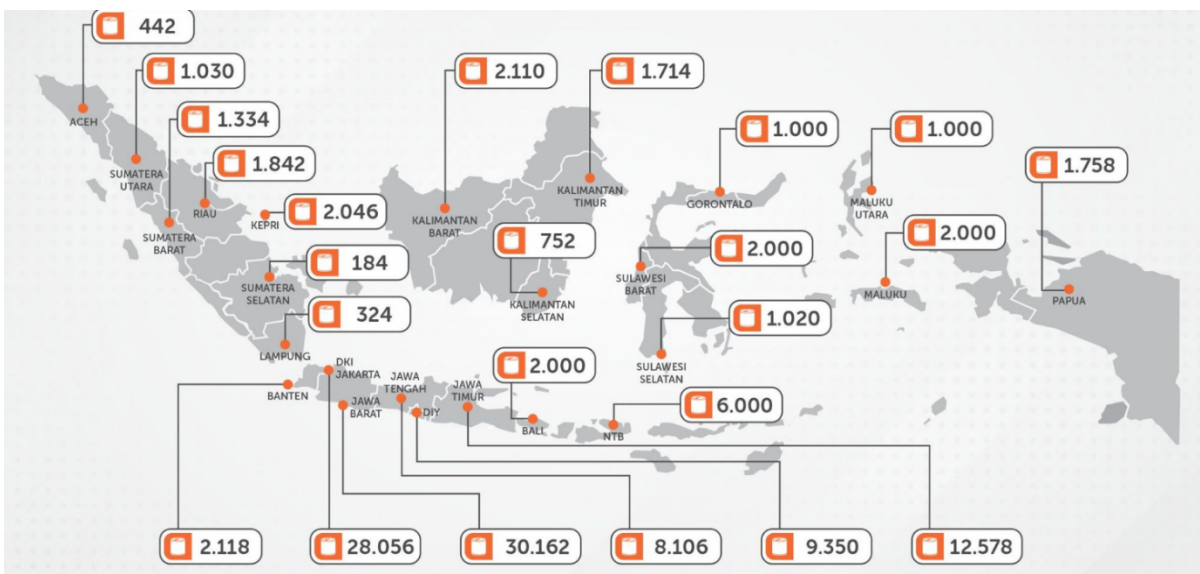 442
1.030
2.110
1.714
1.334
1.000
1.000
1.842
1.758
ACEH
SUMATERA
UTARA
RIAU
2.046
KEPRI
SUMATERA
BARAT
KALIMANTAN
BARAT
KALIMANTAN
TIMUR
GORONTALO
MALUKU
UTARA
752
2.000
2.000
184
SUMATERA
SELATAN
KALIMANTAN
SELATAN
SULAWESI
BARAT
MALUKU
PAPUA
324
1.020
LAMPUNG
DKI
JAKARTA
BANTEN
JAWA
BARAT
JAWA
TENGAH
DIY
JAWA
TIMUR
2.000
BALI
SULAWESI
SELATAN
6.000
NTB
2.118
28.056
30.162
8.106
9.350
12.578